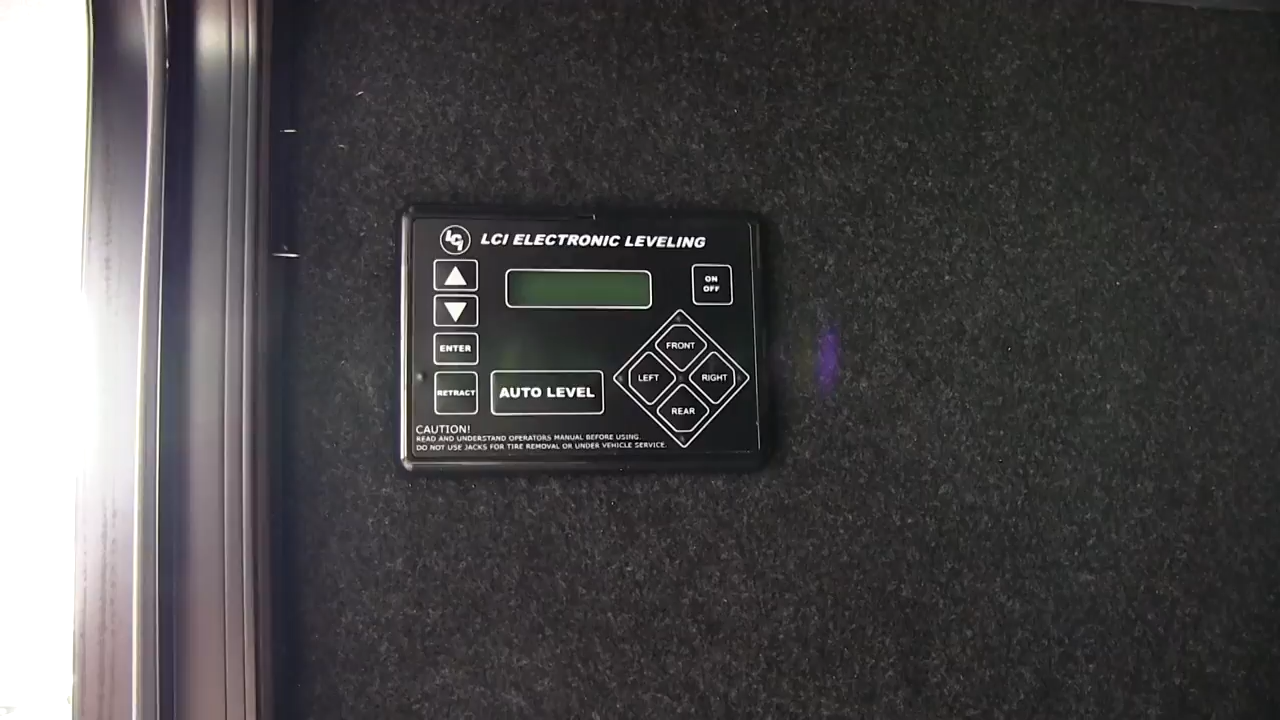 LCI LCI ELECTRONIC LEVELING
ON
OFF
ENTER
RETRACT
AUTO LEVEL
FRONT
LEFT
RIGHT
REAR
CAUTION!
READ AND UNDERSTAND OPERATORS MANUAL BEFORE USING.
DO NOT USE JACKS FOR TIRE REMOVAL OR UNDER VEHICLE SERVICE.